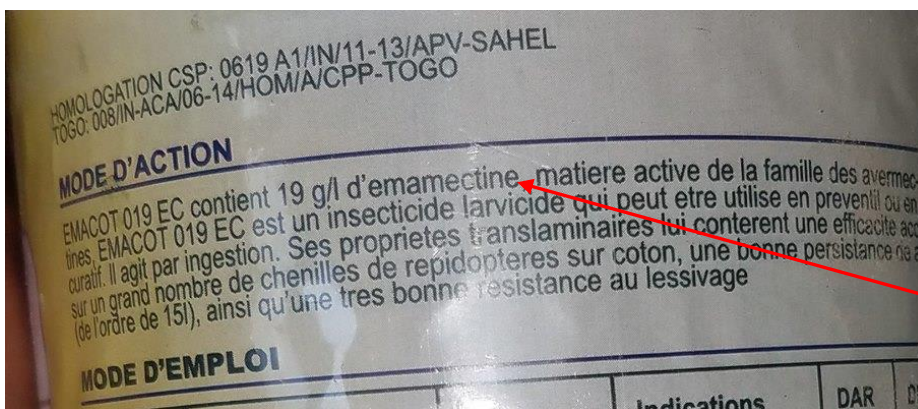 HOMOLOGATION CSP: 0619 A1/IN/11-13/APV-SAHEL
TOGO: 008/IN-ACA/06-14/HOM/A/CPP-TOGO
MODE D'ACTION
EMACOT 019 EC contient 19 g/l d'emamectine, matiere active de la famille des avermec-
tines, EMACOT 019 EC est un insecticide larvicide qui peut etre utilise en preventil ou en
curatif. Il agit par ingestion. Ses proprietes translaminaires lui conterent une efficacite
sur un grand nombre de chenilles de repidopteres sur coton, une bonne persistance
(de l'ordre de 15l), ainsi qu'une tres bonne resistance au lessivage
MODE D'EMPLOI
Indications
DAR